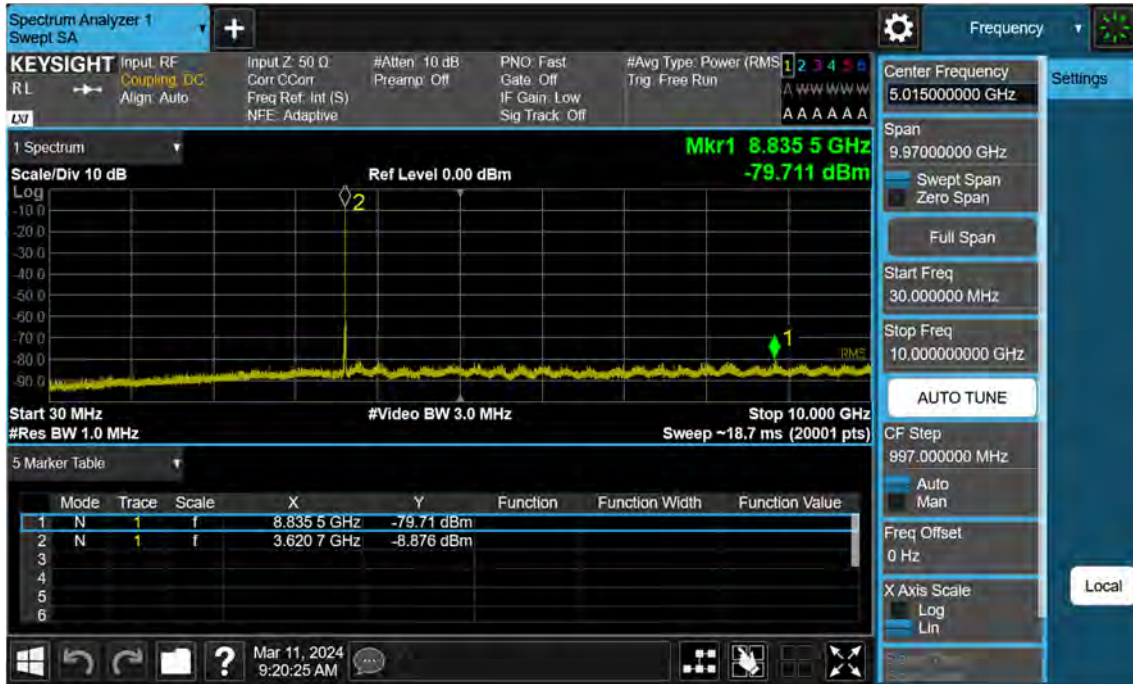 Spectrum Analyzer 1
Swept SA
+
Frequency
KEYSIGHT
RL
LXI
Input: RF
Coupling: DC
Align: Auto
Input Z: 50 Ω
Corr CCorr
Freq Ref: Int (S)
NFE: Adaptive
#Atten: 10 dB
Preamp: Off
PNO: Fast
Gate: Off
IF Gain: Low
Sig Track: Off
#Avg Type: Power (RMS
Trig: Free Run
1 2 3 4 5 6
A W W W W W
A A A A A A
1 Spectrum
Mkr1 8.835 5 GHz
Scale/Div 10 dB
Ref Level 0.00 dBm
-79.711 dBm
Log
-10.0
-20.0
-30.0
-40.0
-50.0
-60.0
-70.0
-80.0
-90.0
2
1
RMS
Start 30 MHz
#Video BW 3.0 MHz
Stop 10.000 GHz
#Res BW 1.0 MHz
Sweep ~18.7 ms (20001 pts)
5 Marker Table
Mode Trace Scale X Y Function Function Width Function Value
1 N 1 f 8.835 5 GHz -79.71 dBm
2 N 1 f 3.620 7 GHz -8.876 dBm
3
4
5
6
Mar 11, 2024
9:20:25 AM
?
Center Frequency
5.015000000 GHz
Span
9.97000000 GHz
Swept Span
Zero Span
Full Span
Start Freq
30.000000 MHz
Stop Freq
10.000000000 GHz
AUTO TUNE
CF Step
997.000000 MHz
Auto
Man
Freq Offset
0 Hz
X Axis Scale
Log
Lin
Settings
Local